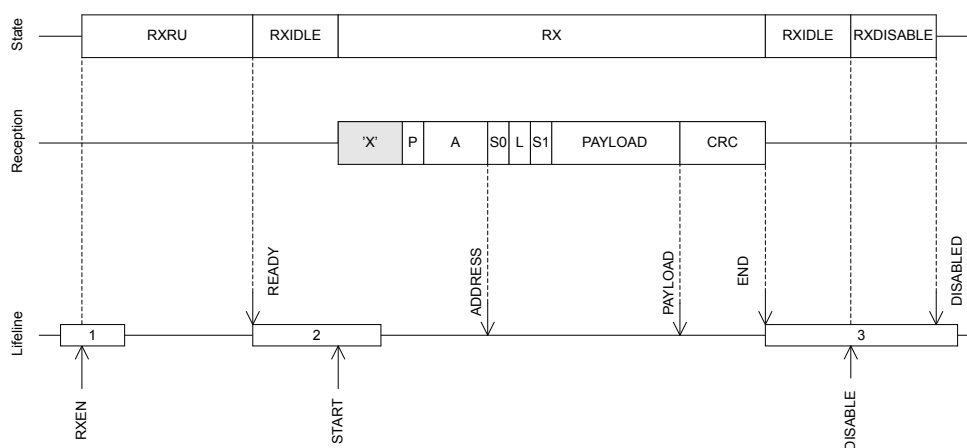 State
RXRU RXIDLE RX RXIDLE RXDISABLE
Reception
'X' P A S0 L S1 PAYLOAD CRC
READY ADDRESS PAYLOAD END DISABLED
Lifeline
1 2 3
RXEN START DISABLE